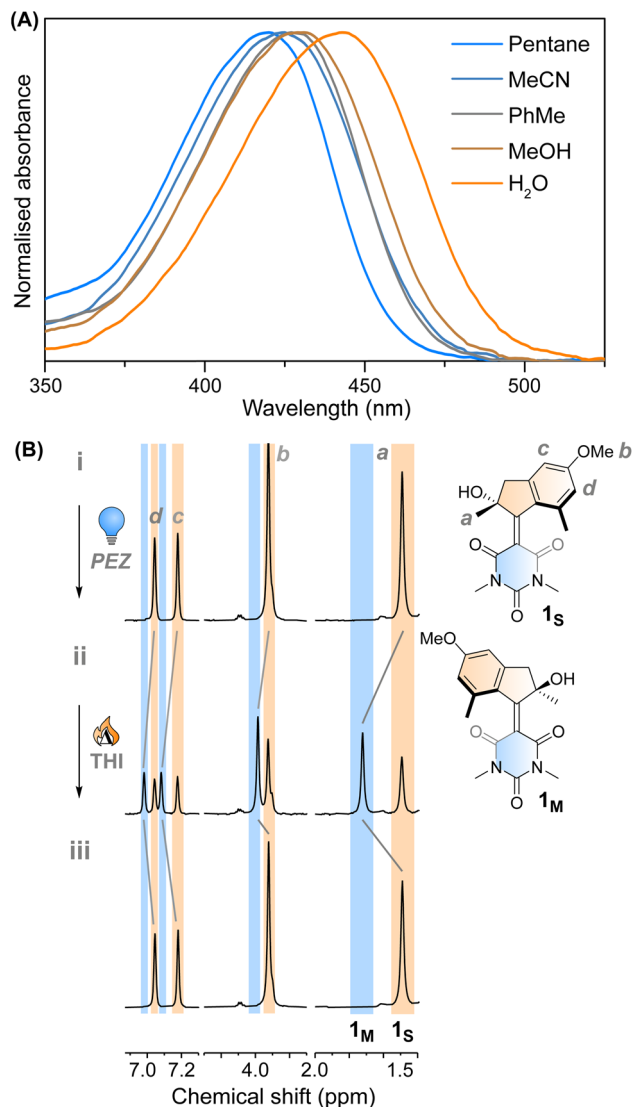 (A)
Normalised absorbance
Pentane
MeCN
PhMe
MeOH
H₂O
350
400
450
500
Wavelength (nm)
(B)
i
PEZ
ii
THI
iii
d
c
b
a
c
OMe
b
HO
d
a
O
O
N
N
O
1S
MeO
OH
O
O
N
N
O
1M
1M
1S
7.0
7.2
4.0
2.0
2.0
1.5
Chemical shift (ppm)